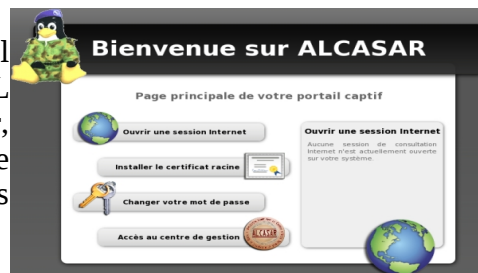 Bienvenue sur ALCASAR
Page principale de votre portail captif
Ouvrir une session Internet
Installer le certificat racine
Changer votre mot de passe
Accès au centre de gestion
ALCASAR
Ouvrir une session Internet
Aucune session de consultation
Internet n'est actuellement ouverte
sur votre système.